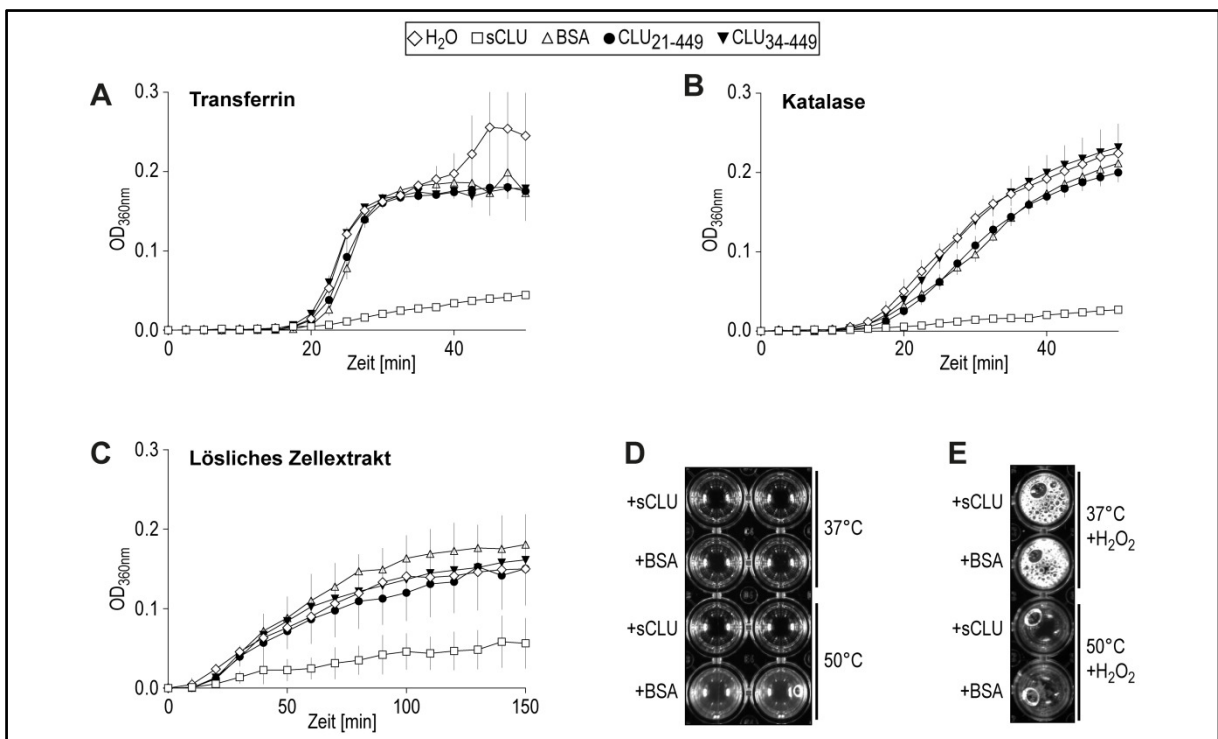 H₂O sCLU BSA CLU₂₁₋₄₄₉ CLU₃₄₋₄₄₉
A Transferrin
0.3
0.2
0.1
0.0
OD₃₆₀ₙₘ
0 20 40
Zeit [min]
B Katalase
0.3
0.2
0.1
0.0
OD₃₆₀ₙₘ
0 20 40
Zeit [min]
C Lösliches Zellextrakt
0.3
0.2
0.1
0.0
OD₃₆₀ₙₘ
0 50 100 150
Zeit [min]
D
+sCLU
+BSA
37°C
+sCLU
+BSA
50°C
E
+sCLU
+BSA
37°C
+H₂O₂
+sCLU
+BSA
50°C
+H₂O₂